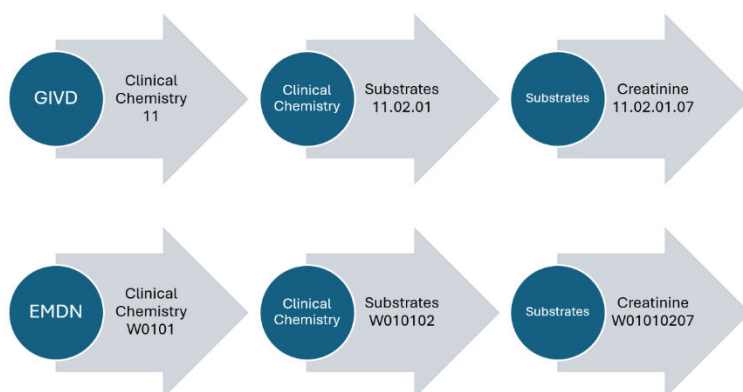 GIVD
Clinical
Chemistry
11
Clinical
Chemistry
Substrates
11.02.01
Substrates
Creatinine
11.02.01.07
EMDN
Clinical
Chemistry
W0101
Clinical
Chemistry
Substrates
W010102
Substrates
Creatinine
W01010207